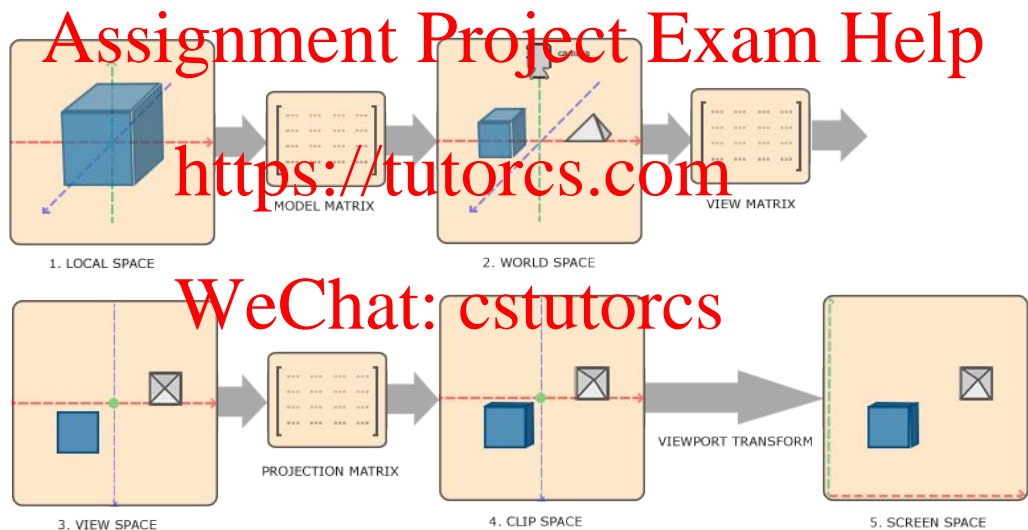 Assignment Project Exam Help
camera
https://tutorcs.com
MODEL MATRIX
VIEW MATRIX
1. LOCAL SPACE
2. WORLD SPACE
WeChat: cstutorcs
PROJECTION MATRIX
VIEWPORT TRANSFORM
3. VIEW SPACE
4. CLIP SPACE
5. SCREEN SPACE